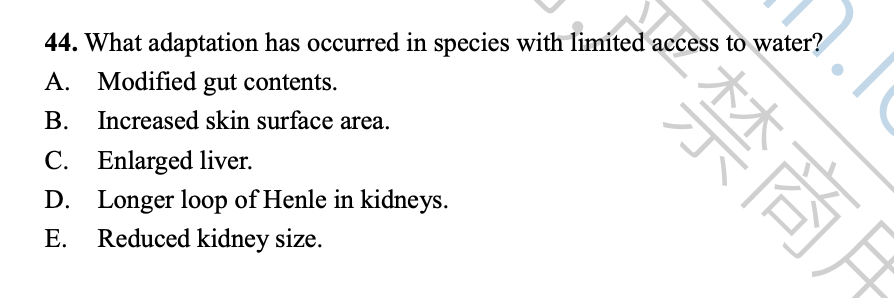 44. What adaptation has occurred in species with limited access to water?
A. Modified gut contents.
B. Increased skin surface area.
C. Enlarged liver.
D. Longer loop of Henle in kidneys.
E. Reduced kidney size.
严禁商用